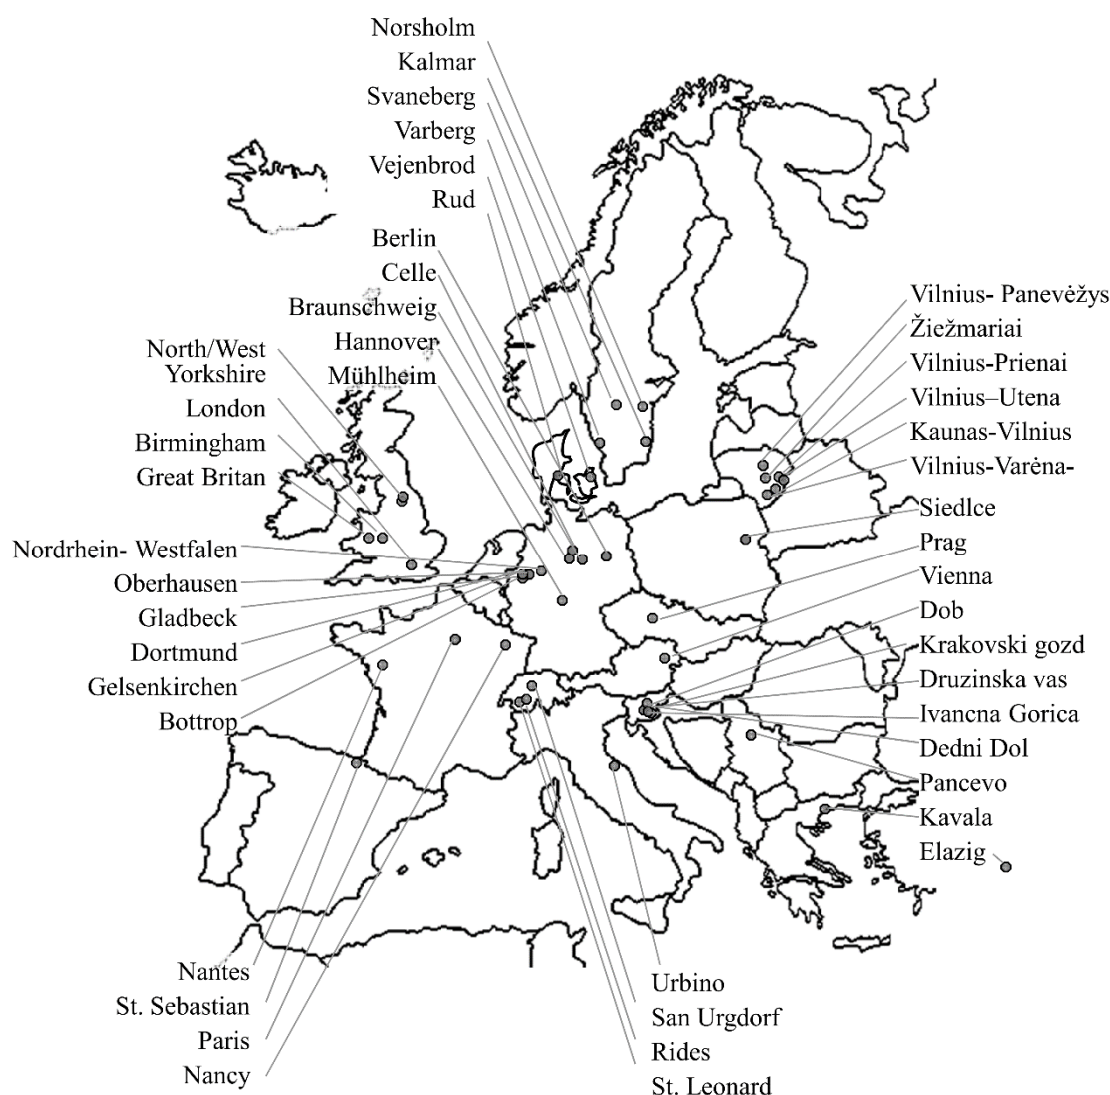 Norsholm
Kalmar
Svaneberg
Varberg
Vejenbrod
Rud
Berlin
Celle
Braunschweig
Hannover
Mühlheim
North/West
Yorkshire
London
Birmingham
Great Britan
Nordrhein- Westfalen
Oberhausen
Gladbeck
Dortmund
Gelsenkirchen
Bottrop
Nantes
St. Sebastian
Paris
Nancy
Vilnius- Panevėžys
Žiežmariai
Vilnius-Prienai
Vilnius–Utena
Kaunas-Vilnius
Vilnius-Varėna-
Siedlce
Prag
Vienna
Dob
Krakovski gozd
Druzinska vas
Ivancna Gorica
Dedni Dol
Pancevo
Kavala
Elazig
Urbino
San Urgdorf
Rides
St. Leonard